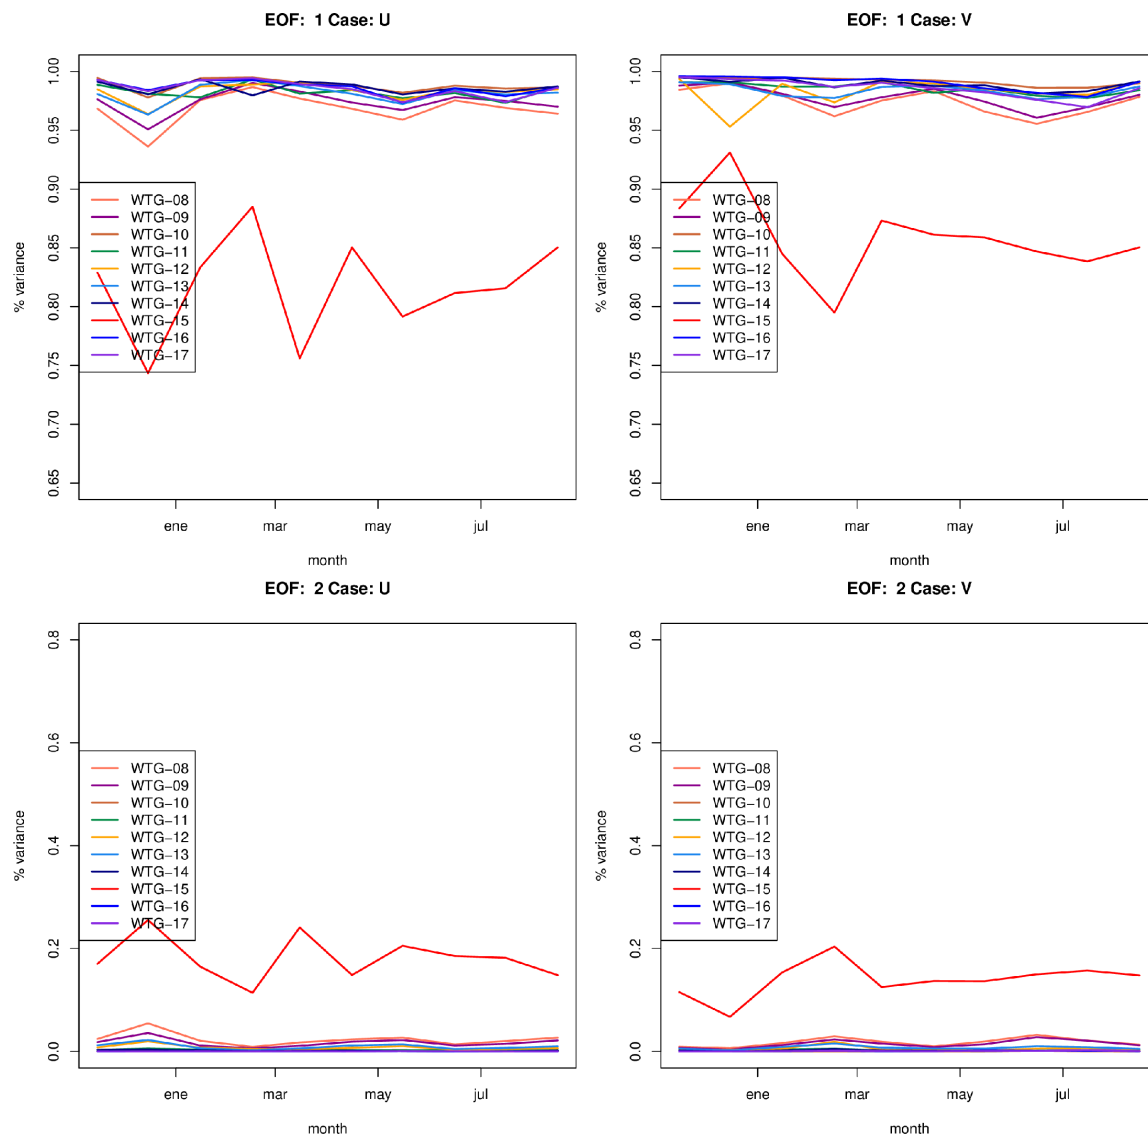 EOF: 1 Case: U
% variance
1.00
0.95
0.90
0.85
0.80
0.75
0.70
0.65
WTG−08
WTG−09
WTG−10
WTG−11
WTG−12
WTG−13
WTG−14
WTG−15
WTG−16
WTG−17
ene mar may jul
month
EOF: 1 Case: V
% variance
1.00
0.95
0.90
0.85
0.80
0.75
0.70
0.65
WTG−08
WTG−09
WTG−10
WTG−11
WTG−12
WTG−13
WTG−14
WTG−15
WTG−16
WTG−17
ene mar may jul
month
EOF: 2 Case: U
% variance
0.8
0.6
0.4
0.2
0.0
WTG−08
WTG−09
WTG−10
WTG−11
WTG−12
WTG−13
WTG−14
WTG−15
WTG−16
WTG−17
ene mar may jul
month
EOF: 2 Case: V
% variance
0.8
0.6
0.4
0.2
0.0
WTG−08
WTG−09
WTG−10
WTG−11
WTG−12
WTG−13
WTG−14
WTG−15
WTG−16
WTG−17
ene mar may jul
month